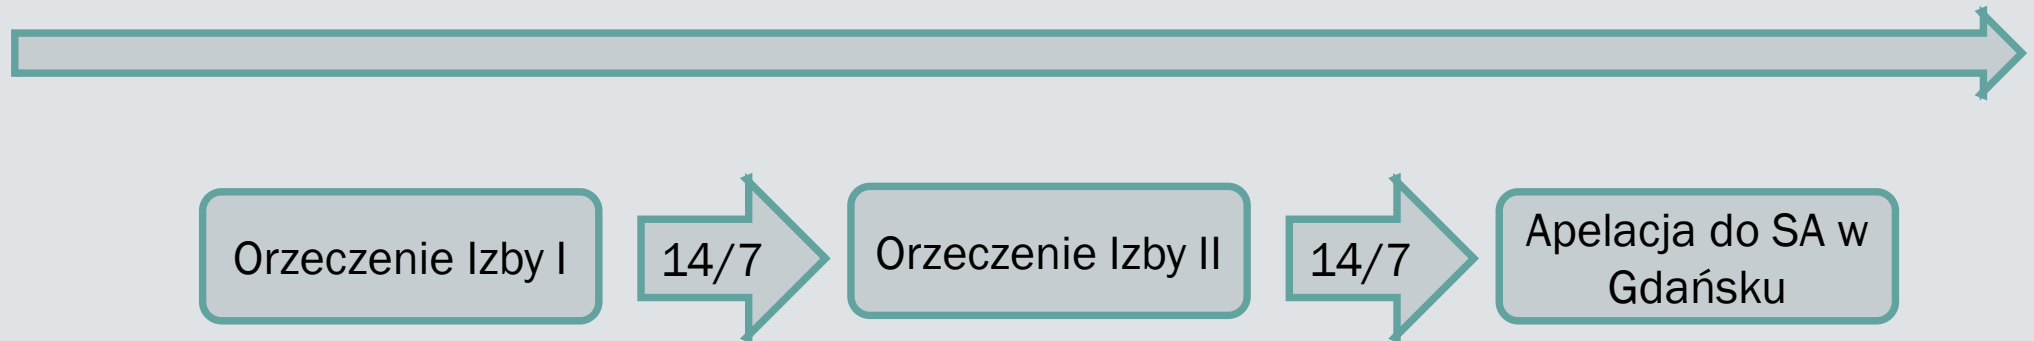 Orzeczenie Izby I
14/7
Orzeczenie Izby II
14/7
Apelacja do SA w
Gdańsku